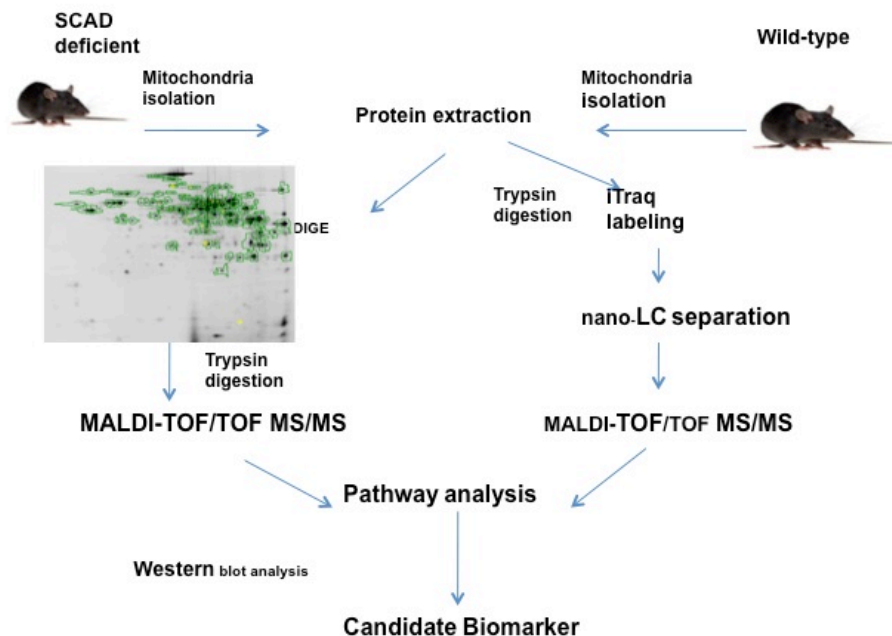 SCAD
deficient
Wild-type
Mitochondria
isolation
Mitochondria
isolation
Protein extraction
Trypsin
digestion
iTraq
labeling
DIGE
nano-LC separation
Trypsin
digestion
MALDI-TOF/TOF MS/MS
MALDI-TOF/TOF MS/MS
Pathway analysis
Western blot analysis
Candidate Biomarker